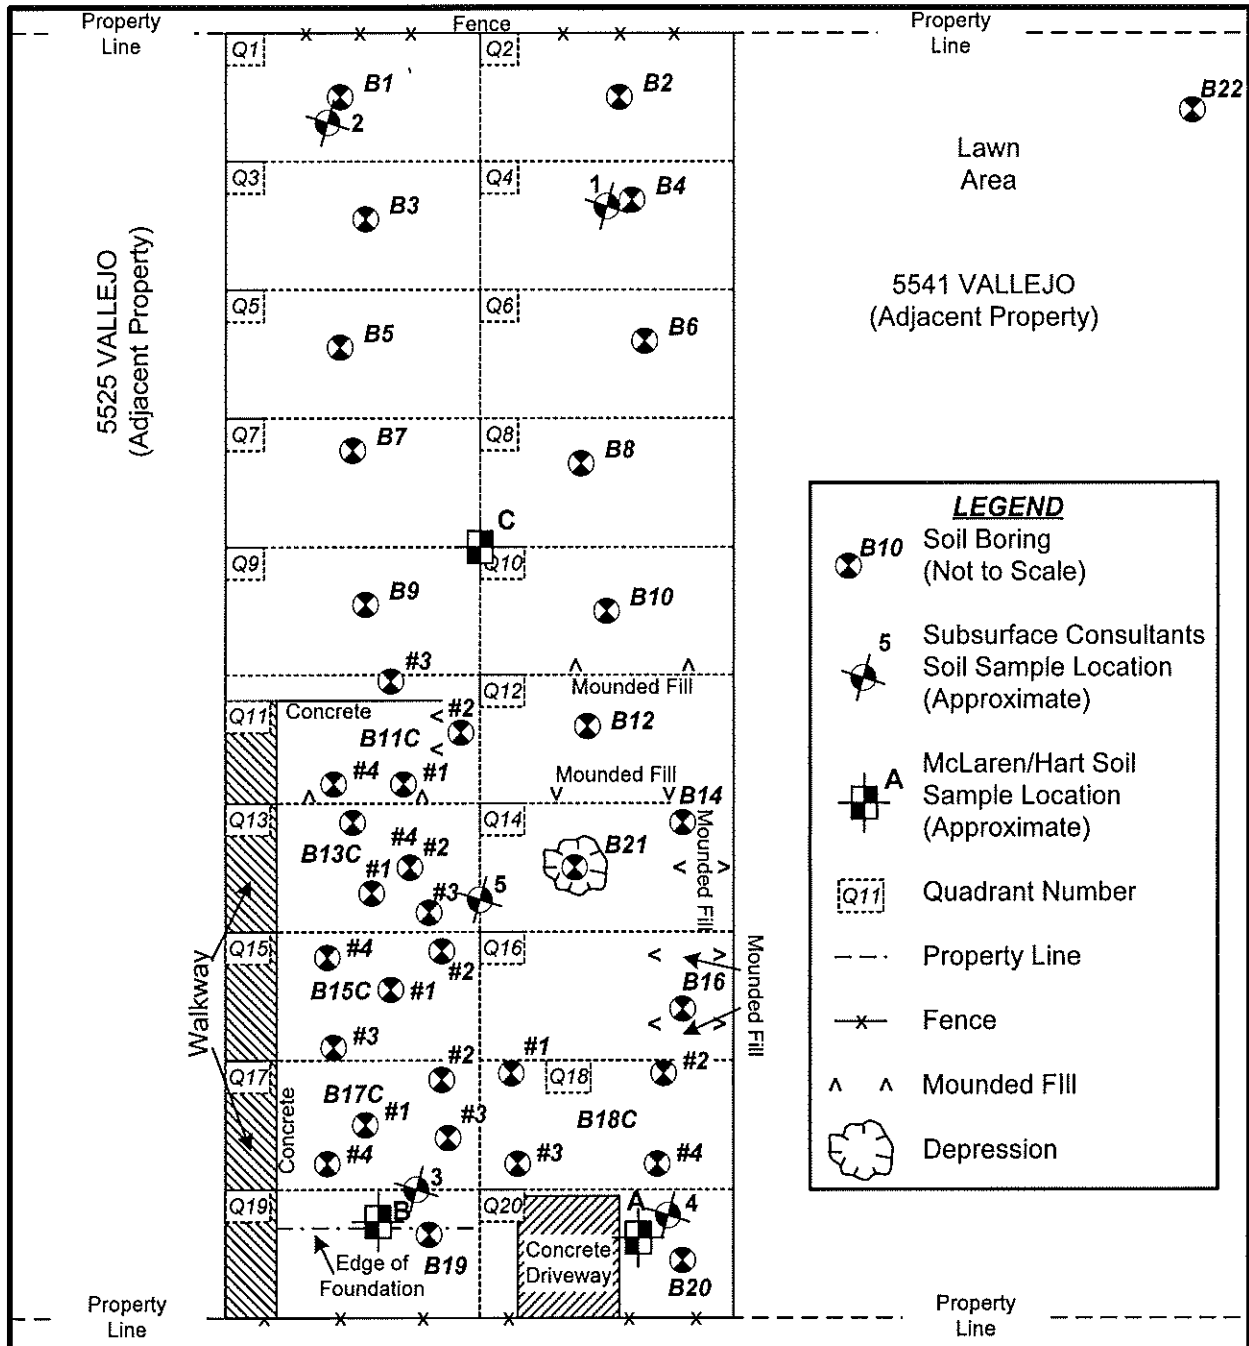 Property
Line
Fence
Property
Line
Q1
B1
2
Q2
B2
B22
Lawn
Area
Q3
B3
Q4
1
B4
5525 VALLEJO
(Adjacent Property)
5541 VALLEJO
(Adjacent Property)
Q5
B5
Q6
B6
Q7
B7
Q8
B8
C
Q9
B9
Q10
B10
#3
Q11
Concrete
#2
B11C
#4
#1
Q12
Mounded Fill
B12
Mounded Fill
Q13
B13C
#4
#2
#1
#3
5
Q14
B14
B21
Mounded Fill
Q15
#4
#2
B15C
#1
#3
Q16
B16
Mounded Fill
Walkway
Q17
#2
B17C
#1
#3
#4
Concrete
3
#1
Q18
#2
B18C
#3
#4
Q19
B
B19
Edge of
Foundation
Q20
A
4
Concrete
Driveway
B20
Property
Line
Property
Line
LEGEND
B10
Soil Boring
(Not to Scale)
5
Subsurface Consultants
Soil Sample Location
(Approximate)
A
McLaren/Hart Soil
Sample Location
(Approximate)
Q11
Quadrant Number
Property Line
Fence
Mounded FIll
Depression